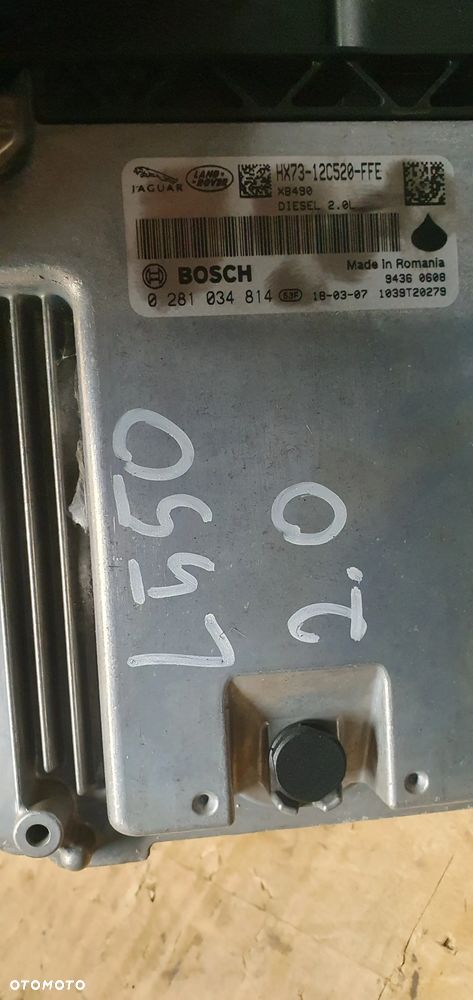 JAGUAR
LAND ROVER
HX73-12C520-FFE
X8490
DIESEL 2.0L
BOSCH
Made in Romania
9436 0608
0 281 034 814 53F 18-03-07 1039T20279
L550
2.0
OTOMOTO